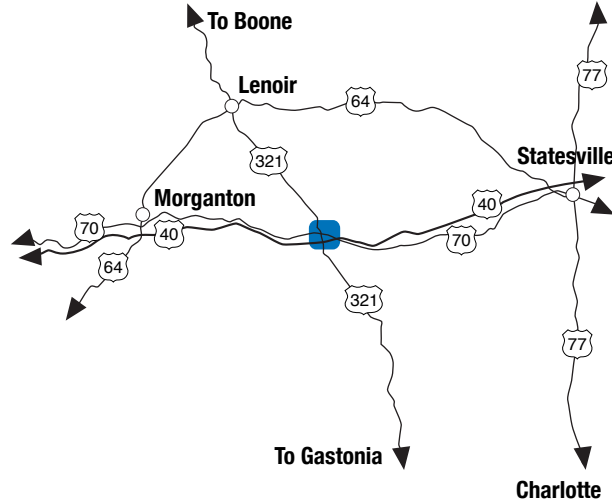 To Boone
77
Lenoir
64
321
Statesville
Morganton
40
70
40
70
64
321
77
To Gastonia
Charlotte